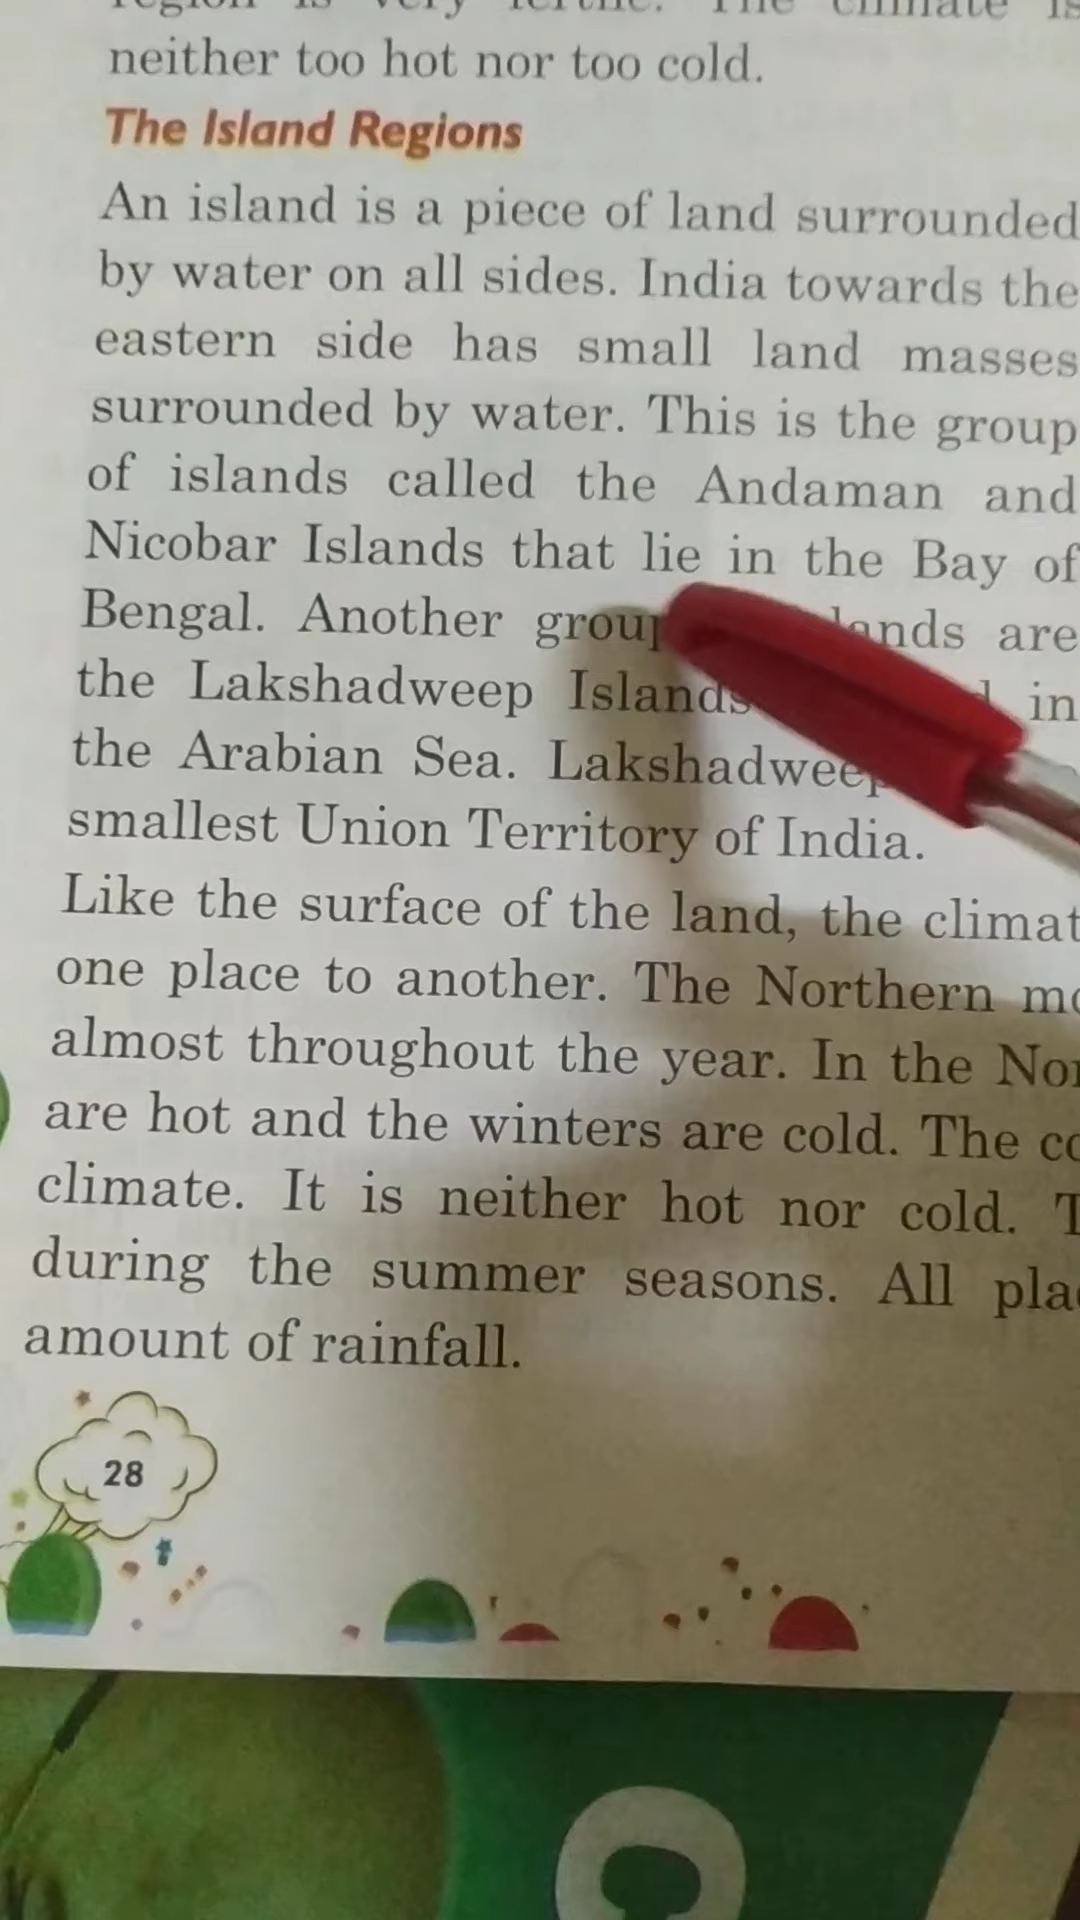 neither too hot nor too cold.
The Island Regions
An island is a piece of land surrounded
by water on all sides. India towards the
eastern side has small land masses
surrounded by water. This is the group
of islands called the Andaman and
Nicobar Islands that lie in the Bay of
Bengal. Another are
the Lakshadweep Islands in
the Arabian Sea. Lakshadweep
smallest Union Territory of India.
Like the surface of the land, the
one place to another. The Northern
almost throughout the year. In the
are hot and the winters are cold. The
climate. It is neither hot nor cold.
during the summer seasons. All
amount of rainfall.
28
C